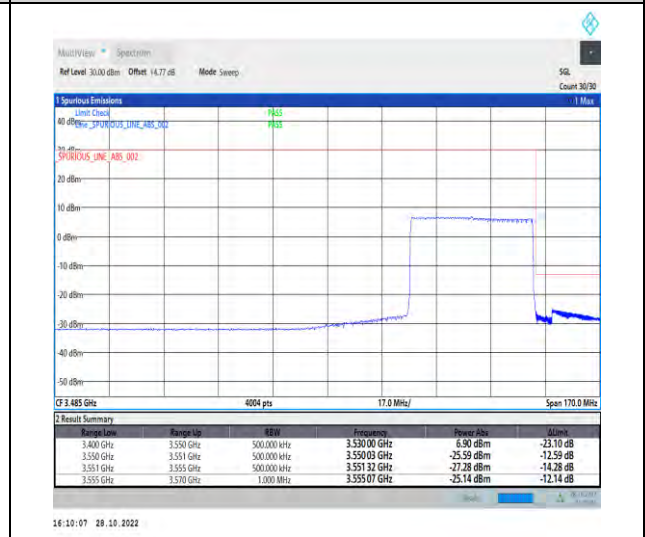 MultiView Spectrum
Ref Level 30.00 dBm Offset 14.77 dB Mode Sweep SGL
Count 30/30
1 Spurious Emissions 1 Max
Limit Check PASS
40 dBm Line _SPURIOUS_LINE_ABS_002 PASS
_SPURIOUS_LINE_ABS_002
20 dBm
10 dBm
0 dBm
-10 dBm
-20 dBm
-30 dBm
-40 dBm
-50 dBm
CF 3.485 GHz 4004 pts 17.0 MHz/ Span 170.0 MHz
2 Result Summary
Range Low Range Up RBW Frequency Power Abs ΔLimit
3.400 GHz 3.550 GHz 500.000 kHz 3.53000 GHz 6.90 dBm -23.10 dB
3.550 GHz 3.551 GHz 500.000 kHz 3.55003 GHz -25.59 dBm -12.59 dB
3.551 GHz 3.555 GHz 500.000 kHz 3.55132 GHz -27.28 dBm -14.28 dB
3.555 GHz 3.570 GHz 1.000 MHz 3.55507 GHz -25.14 dBm -12.14 dB
16:10:07 28.10.2022